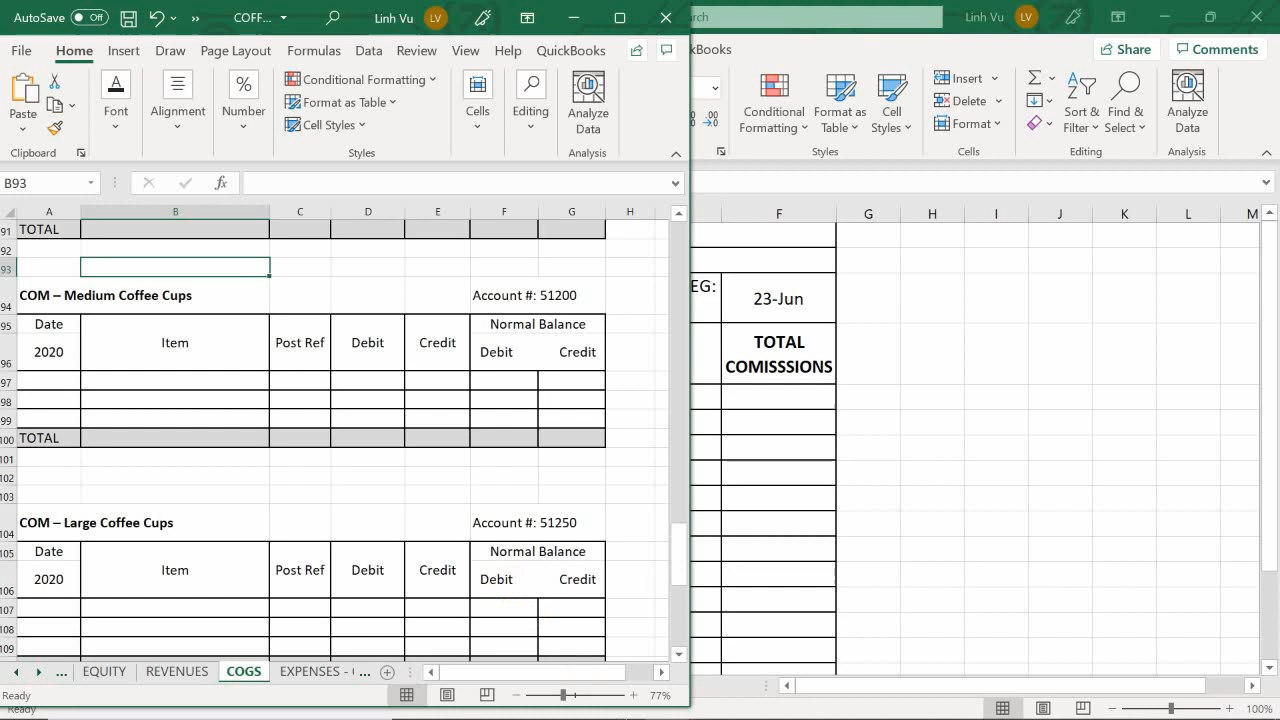 AutoSave Off COFF... Linh Vu LV
File Home Insert Draw Page Layout Formulas Data Review View Help QuickBooks
Paste
Font
Alignment
Number
Conditional Formatting
Format as Table
Cell Styles
Cells
Editing
Analyze Data
Clipboard
Styles
Analysis
B93 fx
A B C D E F G H
91 TOTAL
92
93
94 COM – Medium Coffee Cups Account #: 51200
95 Date Item Post Ref Debit Credit Normal Balance
96 2020 Debit Credit
97
98
99
100 TOTAL
101
102
103
104 COM – Large Coffee Cups Account #: 51250
105 Date Item Post Ref Debit Credit Normal Balance
106 2020 Debit Credit
107
108
109
... EQUITY REVENUES COGS EXPENSES - ( ...
Ready 77%
Ready
rch Linh Vu LV
kBooks Share Comments
Conditional Formatting
Format as Table
Cell Styles
Insert
Delete
Format
Sort & Filter
Find & Select
Analyze Data
Styles Cells Editing Analysis
F G H I J K L M
EG: 23-Jun
TOTAL
COMISSSIONS
100%